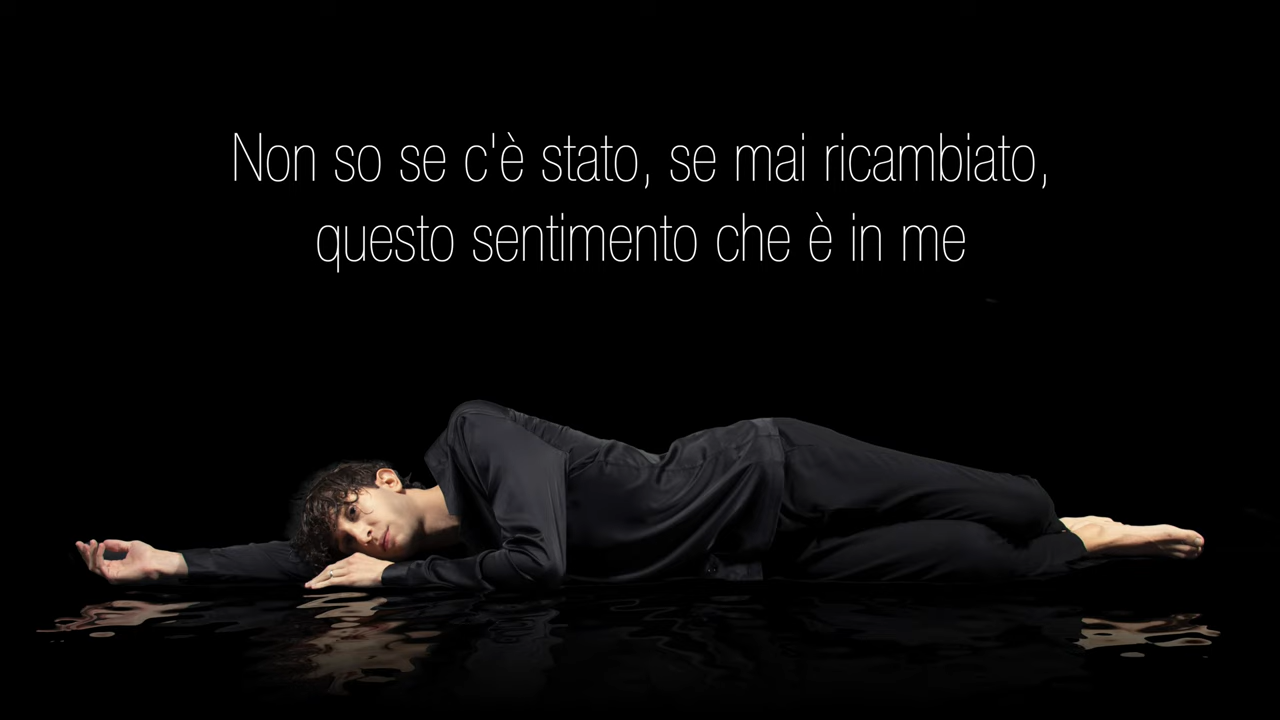 Non so se c'è stato, se mai ricambiato,
questo sentimento che è in me